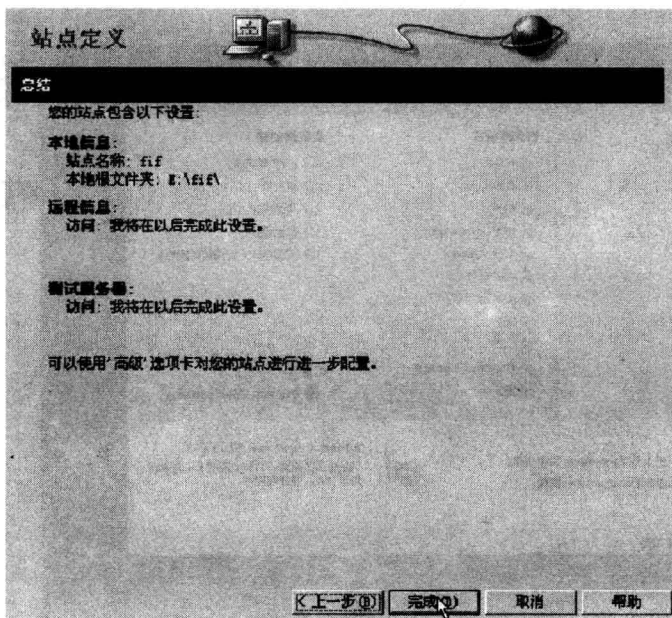 站点定义
总结
您的站点包含以下设置:
本地信息:
站点名称: fif
本地根文件夹: E:\fif\
远程信息:
访问: 我将在以后完成此设置。
测试服务器:
访问: 我将在以后完成此设置。
可以使用‘高级’选项卡对您的站点进行进一步配置。
< 上一步(B)
完成(D)
取消
帮助